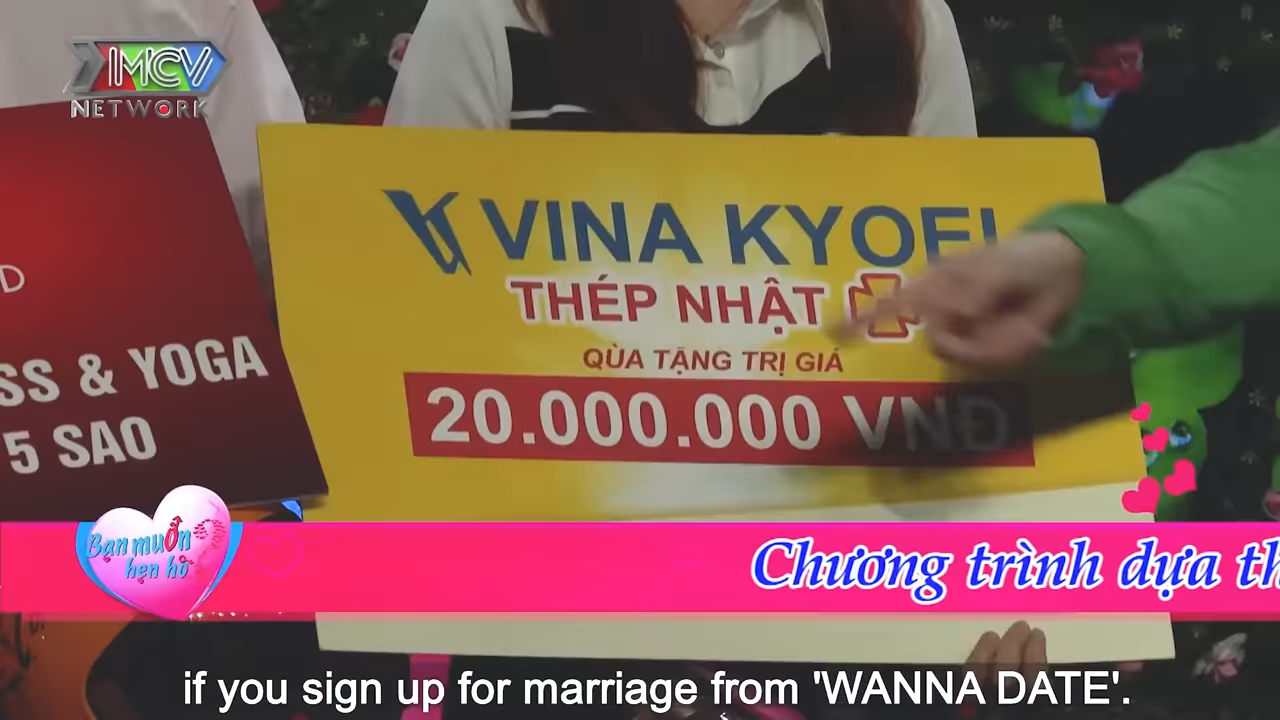 MCV
NETWORK
D
SS & YOGA
5 SAO
VINA KYOEI
THÉP NHẬT
QÙA TẶNG TRỊ GIÁ
20.000.000 VNĐ
Bạn muốn
hẹn hò
Chương trình dựa th
if you sign up for marriage from 'WANNA DATE'.